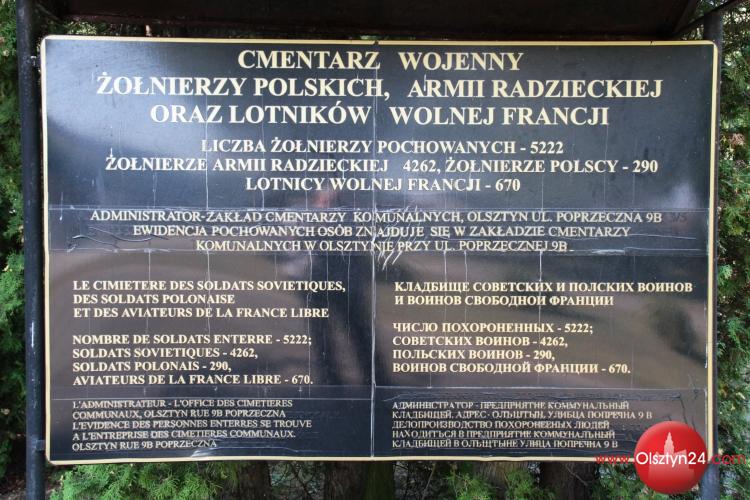 CMENTARZ WOJENNY
ŻOŁNIERZY POLSKICH, ARMII RADZIECKIEJ
ORAZ LOTNIKÓW WOLNEJ FRANCJI
LICZBA ŻOŁNIERZY POCHOWANYCH - 5222
ŻOŁNIERZE ARMII RADZIECKIEJ 4262, ŻOŁNIERZE POLSCY - 290
LOTNICY WOLNEJ FRANCJI - 670
ADMINISTRATOR-ZAKŁAD CMENTARZY KOMUNALNYCH, OLSZTYN UL. POPRZECZNA 9B
EWIDENCJA POCHOWANYCH OSÓB ZNAJDUJE SIĘ W ZAKŁADZIE CMENTARZY
KOMUNALNYCH W OLSZTYNIE PRZY UL. POPRZECZNEJ 9B
LE CIMIETERE DES SOLDATS SOVIETIQUES,
DES SOLDATS POLONAISE
ET DES AVIATEURS DE LA FRANCE LIBRE
NOMBRE DE SOLDATS ENTERRE - 5222;
SOLDATS SOVIETIQUES - 4262,
SOLDATS POLONAIS - 290,
AVIATEURS DE LA FRANCE LIBRE - 670.
L'ADMINISTRATEUR - L'OFFICE DES CIMETIERES
COMMUNAUX, OLSZTYN RUE 9B POPRZECZNA
L'EVIDENCE DES PERSONNES ENTERRES SE TROUVE
A L'ENTREPRISE DES CIMETIERES COMMUNAUX.
OLSZTYN RUE 9B POPRZECZNA
КЛАДБИЩЕ СОВЕТСКИХ И ПОЛСКИХ ВОИНОВ
И ВОИНОВ СВОБОДНОЙ ФРАНЦИИ
ЧИСЛО ПОХОРОНЕННЫХ - 5222;
СОВЕТСКИХ ВОИНОВ - 4262,
ПОЛЬСКИХ ВОИНОВ - 290,
ВОИНОВ СВОБОДНОЙ ФРАНЦИИ - 670.
АДМИНИСТРАТОР - ПРЕДПРИЯТИЕ КОММУНАЛЬНЫЙ
КЛАДБИЩЕЙ, АДРЕС - ОЛЬШТЫН, УЛИЦА ПОПРЕЧНА 9 В
ДЕЛОПРОИЗВОДСТВО ПОХОРОНЕНЫХ ЛЮДЕЙ
НАХОДИТЬСЯ В ПРЕДПРИЯТИЕ КОММУНАЛЬНЫЙ
КЛАДБИЩЕЙ В ОЛЬЩТЫНЕ УЛИЦА ПОПРЕЧНА 9 В
www.Olsztyn24.com